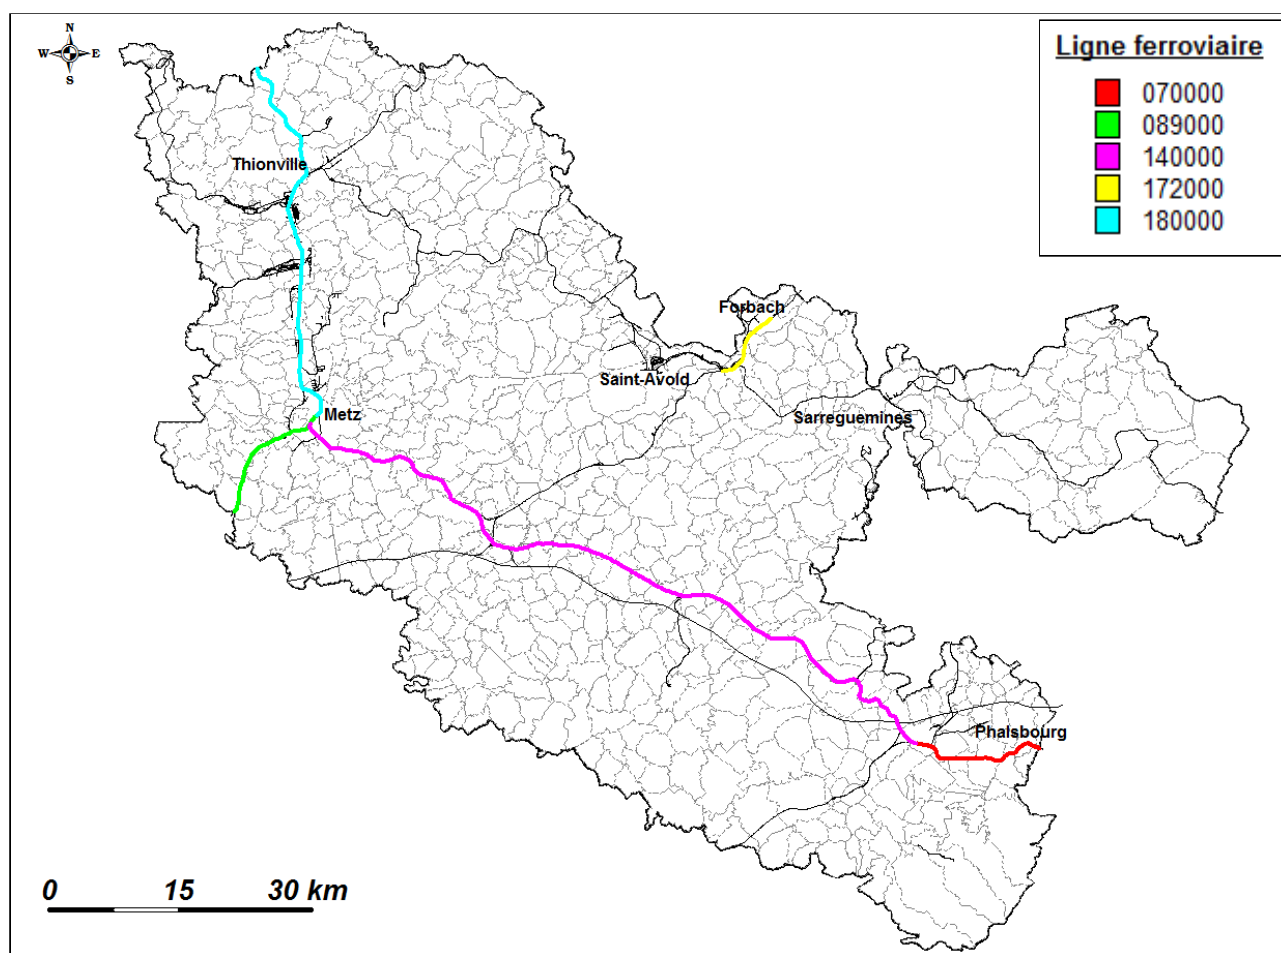 N
W E
S
Ligne ferroviaire
070000
089000
140000
172000
180000
Thionville
Forbach
Saint-Avold
Metz
Sarreguemines
Phalsbourg
0 15 30 km